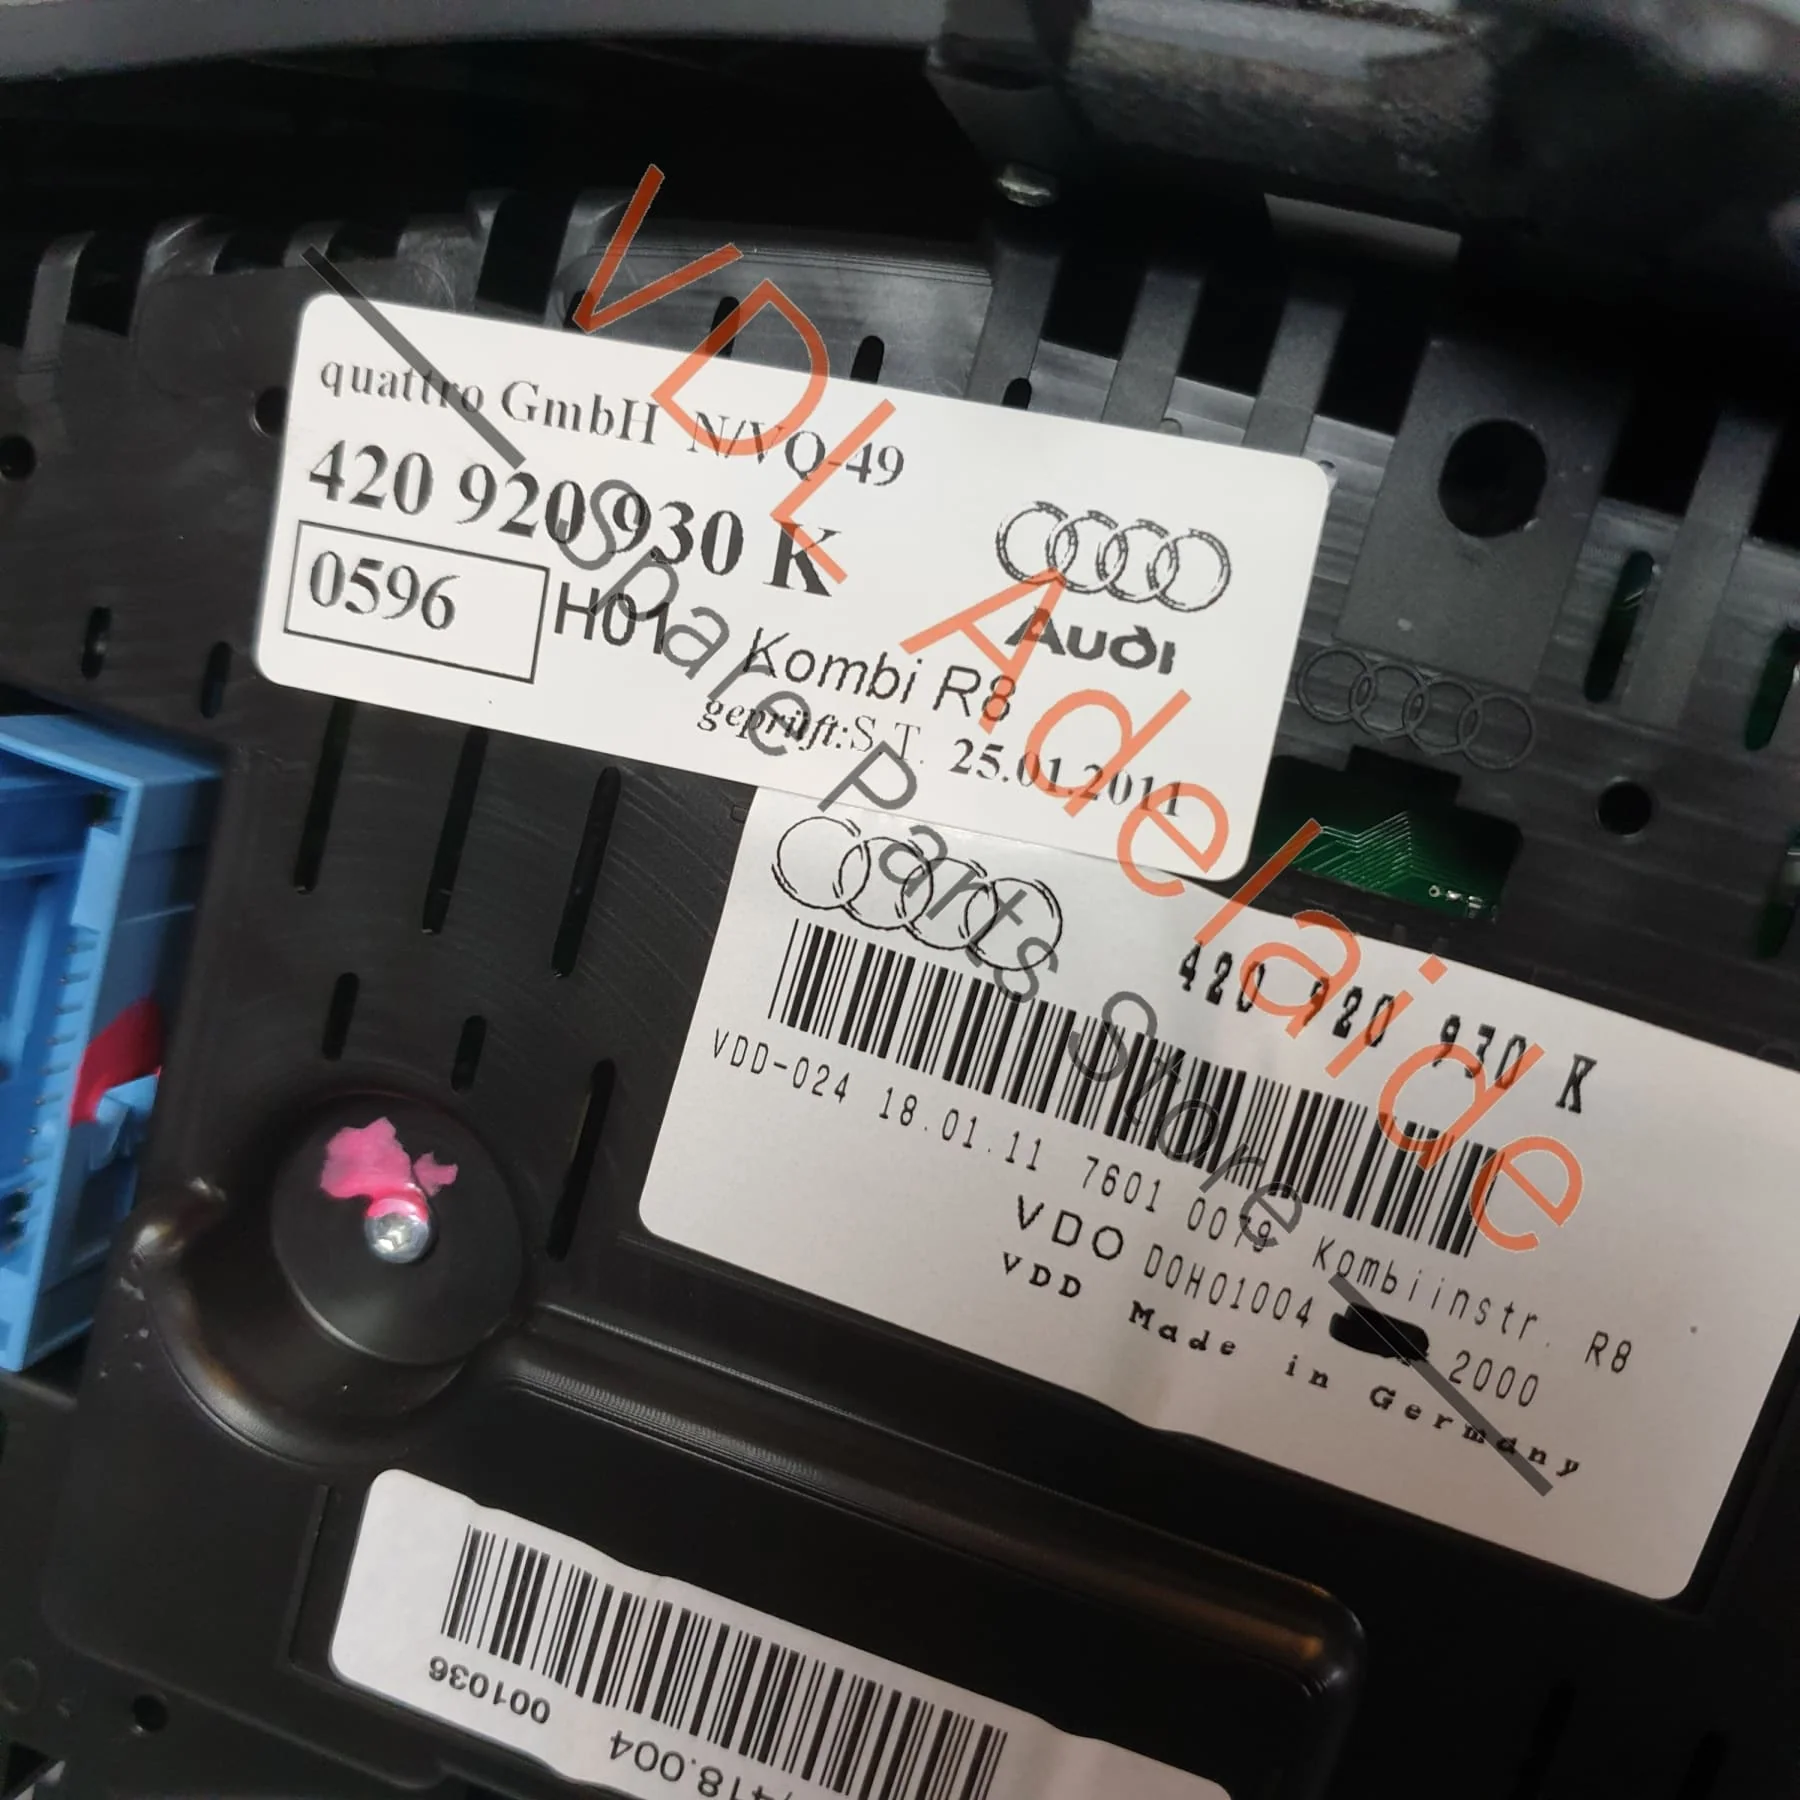 VDL Adelaide
Spare Parts Store
quattro GmbH N/VQ-49
420 920 930 K
0596 H01 Kombi R8
Audi
geprüft: S.T. 25.01.2011
420 920 930 K
VDD-024 18.01.11 7601 0079 Kombiinstr. R8
VDO D0H01004 2000
VDD Made in Germany
001036
418.004